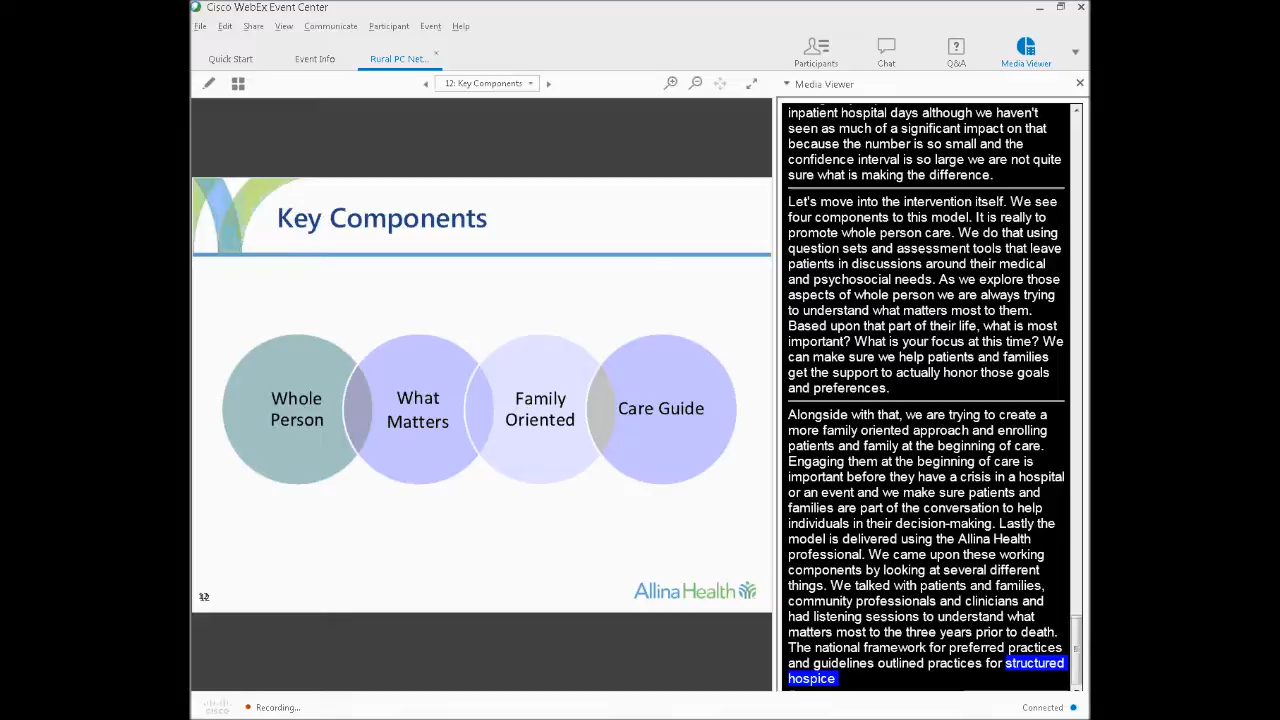 Cisco WebEx Event Center
File Edit Share View Communicate Participant Event Help
Quick Start Event Info Rural PC Net...
Participants Chat Q&A Media Viewer
12: Key Components
Media Viewer
Key Components
Whole
Person
What
Matters
Family
Oriented
Care Guide
Allina Health
inpatient hospital days although we haven't
seen as much of a significant impact on that
because the number is so small and the
confidence interval is so large we are not quite
sure what is making the difference.
Let's move into the intervention itself. We see
four components to this model. It is really to
promote whole person care. We do that using
question sets and assessment tools that leave
patients in discussions around their medical
and psychosocial needs. As we explore those
aspects of whole person we are always trying
to understand what matters most to them.
Based upon that part of their life, what is most
important? What is your focus at this time? We
can make sure we help patients and families
get the support to actually honor those goals
and preferences.
Alongside with that, we are trying to create a
more family oriented approach and enrolling
patients and family at the beginning of care.
Engaging them at the beginning of care is
important before they have a crisis in a hospital
or an event and we make sure patients and
families are part of the conversation to help
individuals in their decision-making. Lastly the
model is delivered using the Allina Health
professional. We came upon these working
components by looking at several different
things. We talked with patients and families,
community professionals and clinicians and
had listening sessions to understand what
matters most to the three years prior to death.
The national framework for preferred practices
and guidelines outlined practices for structured
hospice
cisco
Recording...
Connected